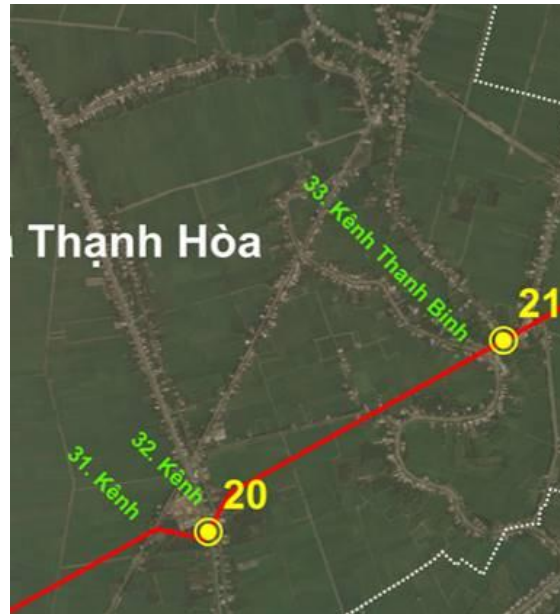 33. Kênh Thanh Bình
Thạnh Hòa
21
32. Kênh
31. Kênh
20